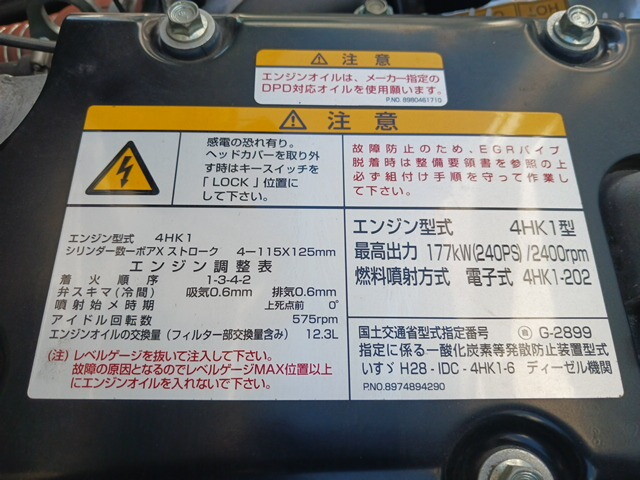 注意
エンジンオイルは、メーカー指定の
DPD対応オイルを使用願います。
P.NO. 8980461710
注意
感電の恐れ有り。
ヘッドカバーを取り外
す時はキースイッチを
「LOCK」位置に
して下さい。
故障防止のため、EGRパイプ
脱着時は整備要領書を参照の上
必ず組付け手順を守って作業し
て下さい。
エンジン型式 4HK1
シリンダー数ーボアXストローク 4ー115X125mm
エンジン調整表
着火順序 1-3-4-2
弁スキマ(冷間) 吸気0.6mm 排気0.6mm
噴射始メ時期 上死点前 0°
アイドル回転数 575rpm
エンジンオイルの交換量(フィルター部交換量含み) 12.3L
(注)レベルゲージを抜いて注入して下さい。
故障の原因となるのでレベルゲージMAX位置以上
にエンジンオイルを入れないで下さい。
エンジン型式 4HK1型
最高出力 177kW(240PS)/2400rpm
燃料噴射方式 電子式 4HK1-202
国土交通省型式指定番号 G-2899
指定に係る一酸化炭素等発散防止装置型式
いすゞH28-IDC-4HK1-6 ディーゼル機関
P.NO.8974894290